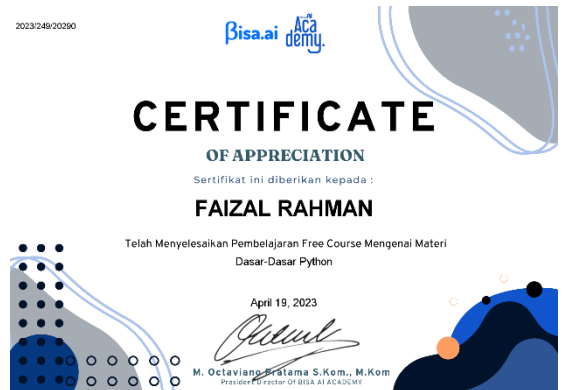 2023/249/20290
βisa.ai Academy.
CERTIFICATE
OF APPRECIATION
Sertifikat ini diberikan kepada :
FAIZAL RAHMAN
Telah Menyelesaikan Pembelajaran Free Course Mengenai Materi
Dasar-Dasar Python
April 19, 2023
M. Octaviano Pratama S.Kom., M.Kom
President Director Of BISA AI ACADEMY